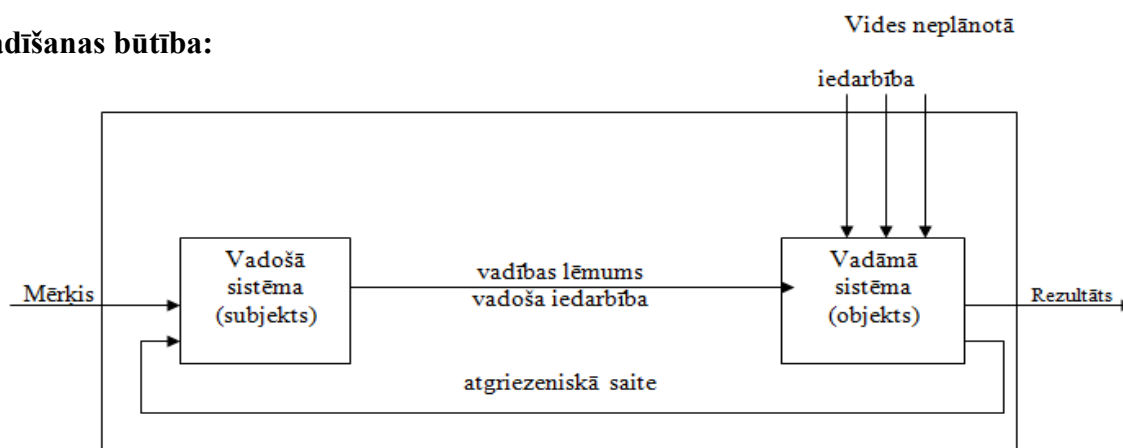 Vides neplānotā
adīšanas būtība:
iedarbība
Vadošā
sistēma
(subjekts)
vadības lēmums
vadoša iedarbība
Vadāmā
sistēma
(objekts)
Mērķis
Rezultāts
atgriezeniskā saite